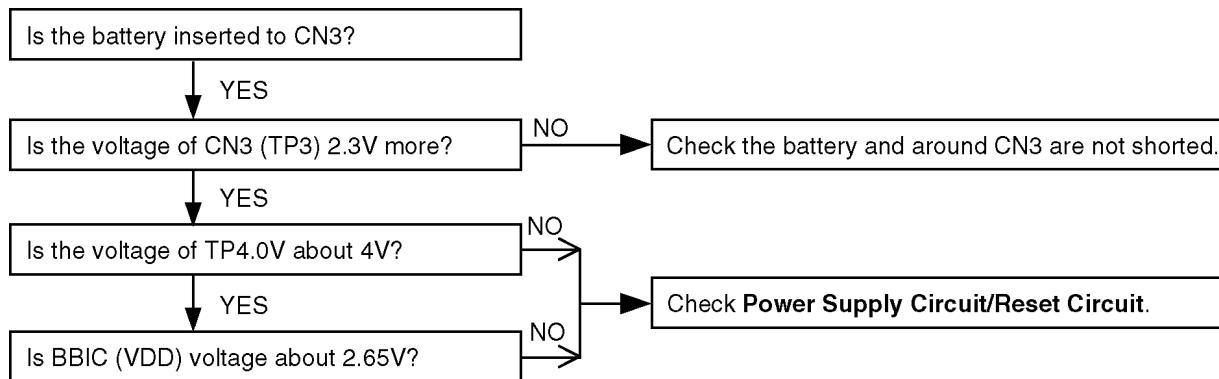 Is the battery inserted to CN3?
YES
Is the voltage of CN3 (TP3) 2.3V more?
NO
Check the battery and around CN3 are not shorted.
YES
Is the voltage of TP4.0V about 4V?
NO
YES
Check Power Supply Circuit/Reset Circuit.
NO
Is BBIC (VDD) voltage about 2.65V?